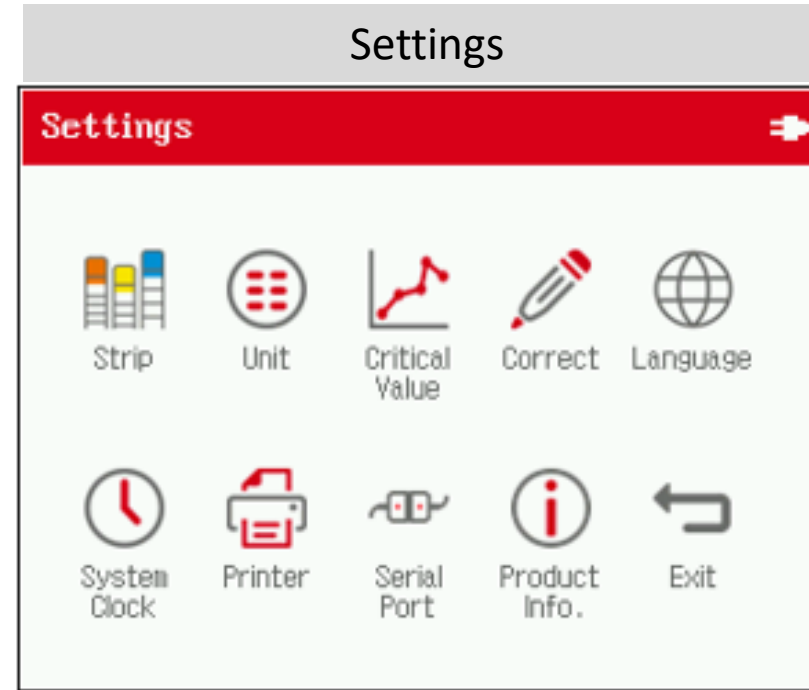 Settings
Settings
Strip Unit Critical Value Correct Language
System Clock Printer Serial Port Product Info. Exit